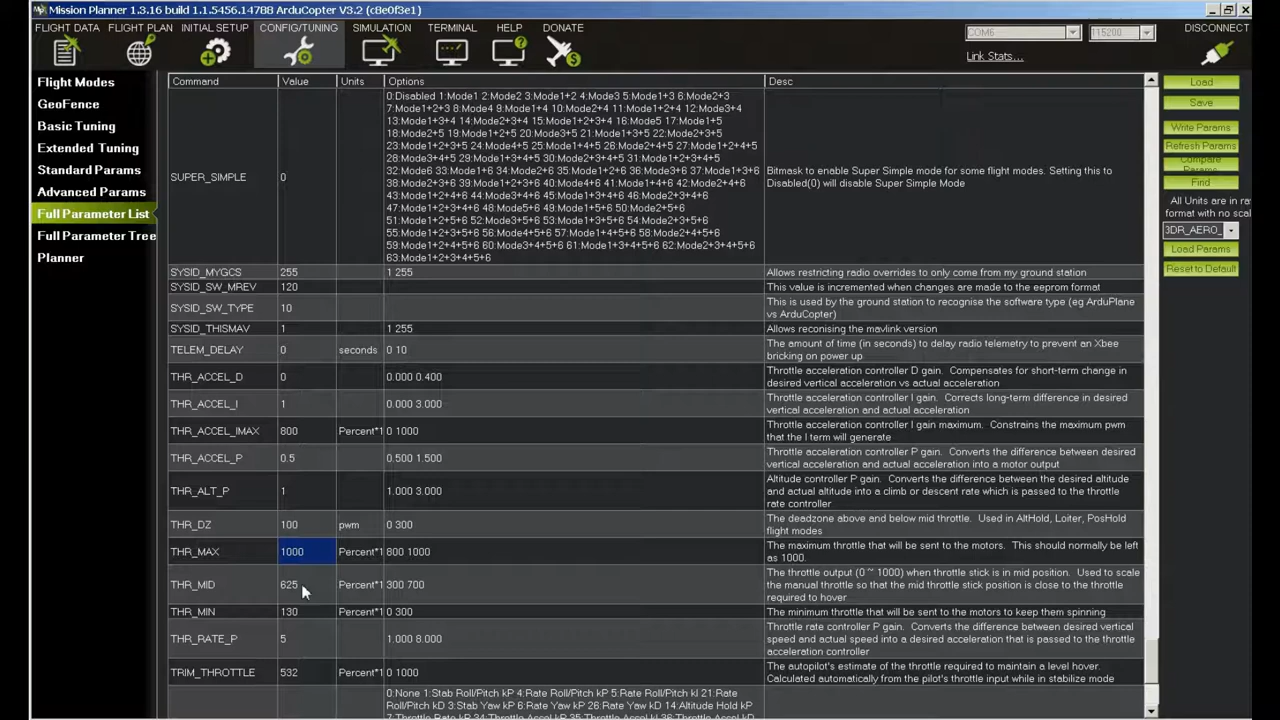 Mission Planner 1.3.16 build 1.1.5456.14788 ArduCopter V3.2 (c8e0f3e1)
FLIGHT DATA FLIGHT PLAN INITIAL SETUP CONFIG/TUNING SIMULATION TERMINAL HELP DONATE
COM6 115200 DISCONNECT
Link Stats...
Flight Modes
GeoFence
Basic Tuning
Extended Tuning
Standard Params
Advanced Params
Full Parameter List
Full Parameter Tree
Planner
Command Value Units Options Desc
SUPER_SIMPLE 0
0:Disabled 1:Mode1 2:Mode2 3:Mode1+2 4:Mode3 5:Mode1+3 6:Mode2+3
7:Mode1+2+3 8:Mode4 9:Mode1+4 10:Mode2+4 11:Mode1+2+4 12:Mode3+4
13:Mode1+3+4 14:Mode2+3+4 15:Mode1+2+3+4 16:Mode5 17:Mode1+5
18:Mode2+5 19:Mode1+2+5 20:Mode3+5 21:Mode1+3+5 22:Mode2+3+5
23:Mode1+2+3+5 24:Mode4+5 25:Mode1+4+5 26:Mode2+4+5 27:Mode1+2+4+5
28:Mode3+4+5 29:Mode1+3+4+5 30:Mode2+3+4+5 31:Mode1+2+3+4+5
32:Mode6 33:Mode1+6 34:Mode2+6 35:Mode1+2+6 36:Mode3+6 37:Mode1+3+6
38:Mode2+3+6 39:Mode1+2+3+6 40:Mode4+6 41:Mode1+4+6 42:Mode2+4+6
43:Mode1+2+4+6 44:Mode3+4+6 45:Mode1+3+4+6 46:Mode2+3+4+6
47:Mode1+2+3+4+6 48:Mode5+6 49:Mode1+5+6 50:Mode2+5+6
51:Mode1+2+5+6 52:Mode3+5+6 53:Mode1+3+5+6 54:Mode2+3+5+6
55:Mode1+2+3+5+6 56:Mode4+5+6 57:Mode1+4+5+6 58:Mode2+4+5+6
59:Mode1+2+4+5+6 60:Mode3+4+5+6 61:Mode1+3+4+5+6 62:Mode2+3+4+5+6
63:Mode1+2+3+4+5+6
Bitmask to enable Super Simple mode for some flight modes. Setting this to
Disabled(0) will disable Super Simple Mode
SYSID_MYGCS 255 1 255 Allows restricting radio overrides to only come from my ground station
SYSID_SW_MREV 120 This value is incremented when changes are made to the eeprom format
SYSID_SW_TYPE 10 This is used by the ground station to recognise the software type (eg ArduPlane
vs ArduCopter)
SYSID_THISMAV 1 1 255 Allows reconising the mavlink version
TELEM_DELAY 0 seconds 0 10 The amount of time (in seconds) to delay radio telemetry to prevent an Xbee
bricking on power up
THR_ACCEL_D 0 0.000 0.400 Throttle acceleration controller D gain. Compensates for short-term change in
desired vertical acceleration vs actual acceleration
THR_ACCEL_I 1 0.000 3.000 Throttle acceleration controller I gain. Corrects long-term difference in desired
vertical acceleration and actual acceleration
THR_ACCEL_IMAX 800 Percent*1 0 1000 Throttle acceleration controller I gain maximum. Constrains the maximum pwm
that the I term will generate
THR_ACCEL_P 0.5 0.500 1.500 Throttle acceleration controller P gain. Converts the difference between desired
vertical acceleration and actual acceleration into a motor output
THR_ALT_P 1 1.000 3.000 Altitude controller P gain. Converts the difference between the desired altitude
and actual altitude into a climb or descent rate which is passed to the throttle
rate controller
THR_DZ 100 pwm 0 300 The deadzone above and below mid throttle. Used in AltHold, Loiter, PosHold
flight modes
THR_MAX 1000 Percent*1 800 1000 The maximum throttle that will be sent to the motors. This should normally be left
as 1000.
THR_MID 625 Percent*1 300 700 The throttle output (0 ~ 1000) when throttle stick is in mid position. Used to scale
the manual throttle so that the mid throttle stick position is close to the throttle
required to hover
THR_MIN 130 Percent*1 0 300 The minimum throttle that will be sent to the motors to keep them spinning
THR_RATE_P 5 1.000 8.000 Throttle rate controller P gain. Converts the difference between desired vertical
speed and actual speed into a desired acceleration that is passed to the throttle
acceleration controller
TRIM_THROTTLE 532 Percent*1 0 1000 The autopilot's estimate of the throttle required to maintain a level hover.
Calculated automatically from the pilot's throttle input while in stabilize mode
0:None 1:Stab Roll/Pitch kP 4:Rate Roll/Pitch kP 5:Rate Roll/Pitch kI 21:Rate
Roll/Pitch kD 3:Stab Yaw kP 6:Rate Yaw kP 26:Rate Yaw kD 14:Altitude Hold kP
Load
Save
Write Params
Refresh Params
Compare
Params
Find
All Units are in ra
format with no scal
3DR_AERO_
Load Params
Reset to Default